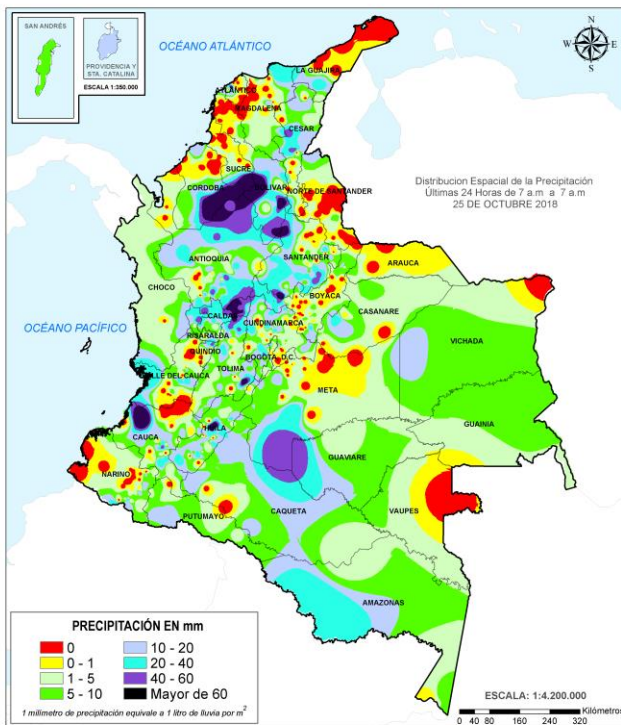 SAN ANDRÉS
PROVIDENCIA Y
STA. CATALINA
ESCALA 1:350.000
OCÉANO ATLÁNTICO
N
W
E
S
LA GUAJIRA
ATLÁNTICO
MAGDALENA
CESAR
SUCRE
CORDOBA
BOLIVAR
NORTE DE SANTANDER
Distribucion Espacial de la Precipitación
Últimas 24 Horas de 7 a.m a 7 a.m
25 DE OCTUBRE 2018
ANTIOQUIA
SANTANDER
ARAUCA
CHOCO
BOYACA
CASANARE
OCÉANO PACÍFICO
CALDAS
CUNDINAMARCA
VICHADA
RISARALDA
QUINDIO
BOGOTA, D.C.
TOLIMA
VALLE DEL CAUCA
META
GUAINIA
CAUCA
HUILA
GUAVIARE
NARIÑO
CAQUETA
VAUPES
PUTUMAYO
AMAZONAS
PRECIPITACIÓN EN mm
0
10 - 20
0 - 1
20 - 40
1 - 5
40 - 60
5 - 10
Mayor de 60
1 milimetro de precipitación equivale a 1 litro de lluvia por m2
ESCALA: 1:4.200.000
Kilómetros
0 40 80 160 240 320